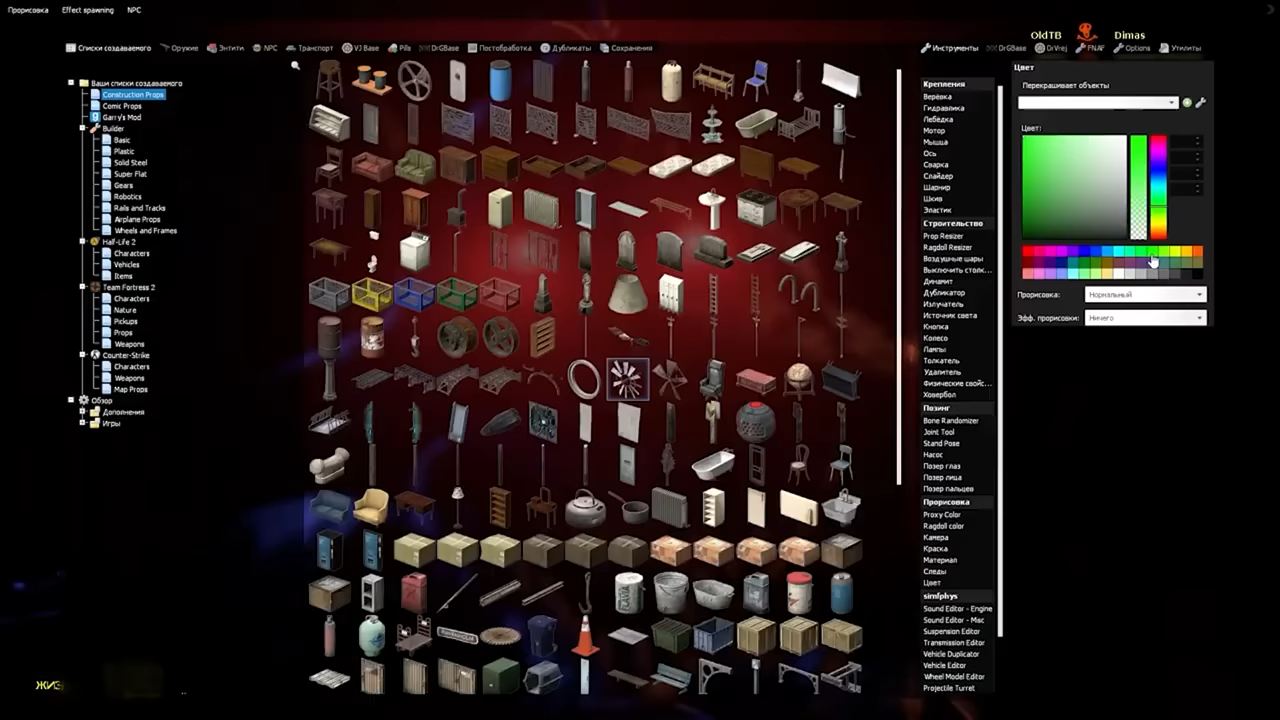 Прорисовка Effect spawning NPC
OldTB Dimas
Списки создаваемого Оружие Энтити NPC Транспорт VJ Base Pills DrGBase Постобработка Дубликаты Сохранения
Инструменты DrGBase DrVrej FNAF Options Утилиты
Ваши списки создаваемого
Construction Props
Comic Props
Garry's Mod
Builder
Basic
Plastic
Solid Steel
Super Flat
Gears
Robotics
Rails and Tracks
Airplane Props
Wheels and Frames
Half-Life 2
Characters
Vehicles
Items
Team Fortress 2
Characters
Nature
Pickups
Props
Weapons
Counter-Strike
Characters
Weapons
Map Props
Обзор
Дополнения
Игры
Крепления
Верёвка
Гидравлика
Лебёдка
Мотор
Мышца
Ось
Сварка
Слайдер
Шарнир
Шкив
Эластик
Строительство
Prop Resizer
Ragdoll Resizer
Воздушные шары
Выключить столк...
Динамит
Дубликатор
Излучатель
Источник света
Кнопка
Колесо
Лампы
Толкатель
Удалитель
Физические свойс...
Ховербол
Позинг
Bone Randomizer
Joint Tool
Stand Pose
Насос
Позер глаз
Позер лица
Позер пальцев
Прорисовка
Proxy Color
Ragdoll color
Камера
Краска
Материал
Следы
Цвет
simfphys
Sound Editor - Engine
Sound Editor - Misc
Suspension Editor
Transmission Editor
Vehicle Duplicator
Vehicle Editor
Wheel Model Editor
Projectile Turret
Цвет
Перекрашивает объекты
Цвет:
Прорисовка: Нормальный
Эфф. прорисовки: Ничего